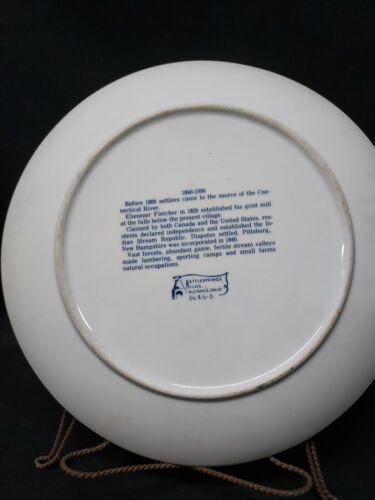 1840-1990
Before 1800 settlers came to the source of the Con-
necticut River.
Ebenezer Fletcher in 1825 established his grist mill
at the falls below the present village.
Claimed by both Canada and the United States, res-
idents declared independence and established the In-
dian Stream Republic. Disputes settled, Pittsburg,
New Hampshire was incorporated in 1840.
Vast forests, abundant game, fertile stream valleys
made lumbering, sporting camps and small farms
natural occupations.
KETTLESPRINGS
KILNS
ALLIANCE, OHIO
3646-D